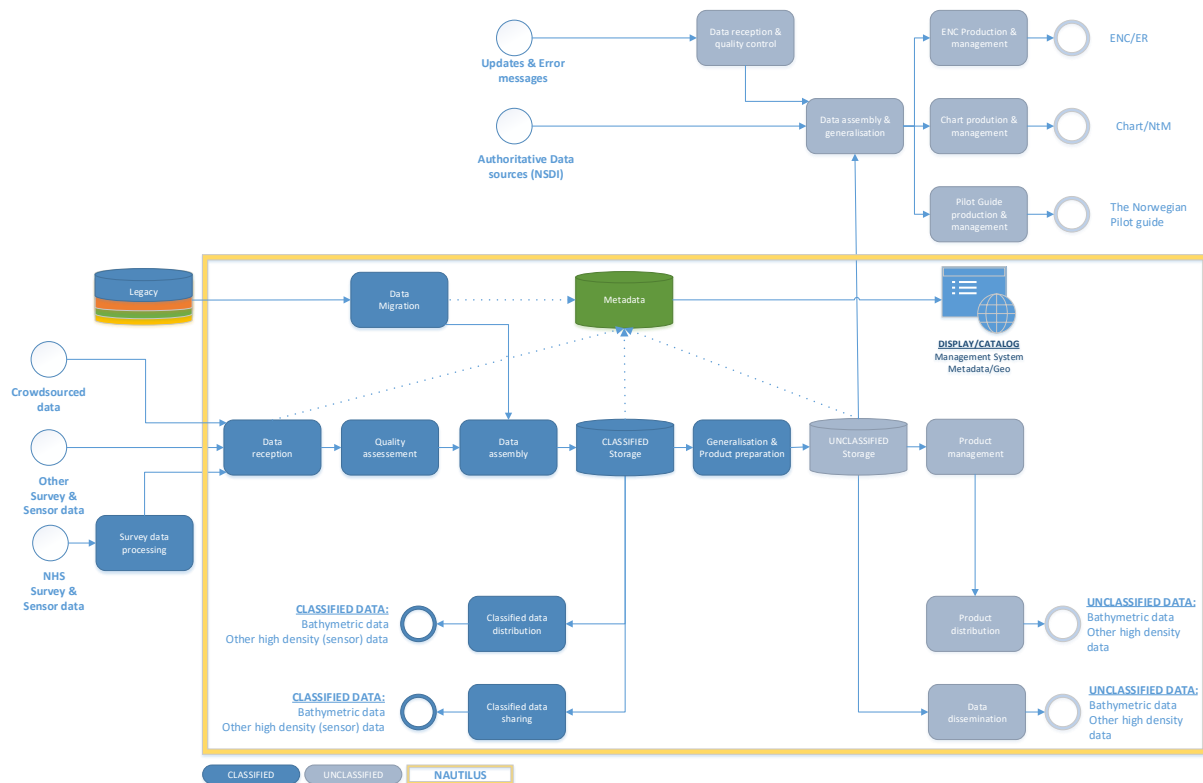 Data reception &
quality control
ENC Production &
management
ENC/ER
Updates & Error
messages
Data assembly &
generalisation
Chart prodution &
management
Chart/NtM
Authoritative Data
sources (NSDI)
Pilot Guide
production &
management
The Norwegian
Pilot guide
Legacy
Data
Migration
Metadata
DISPLAY/CATALOG
Management System
Metadata/Geo
Crowdsourced
data
Data
reception
Quality
assessement
Data
assembly
CLASSIFIED
Storage
Generalisation &
Product preparation
UNCLASSIFIED
Storage
Product
management
Other
Survey &
Sensor data
Survey data
processing
NHS
Survey &
Sensor data
CLASSIFIED DATA:
Bathymetric data
Other high density (sensor) data
Classified data
distribution
Product
distribution
UNCLASSIFIED DATA:
Bathymetric data
Other high density
data
CLASSIFIED DATA:
Bathymetric data
Other high density (sensor) data
Classified data
sharing
Data
dissemination
UNCLASSIFIED DATA:
Bathymetric data
Other high density
data
CLASSIFIED
UNCLASSIFIED
NAUTILUS